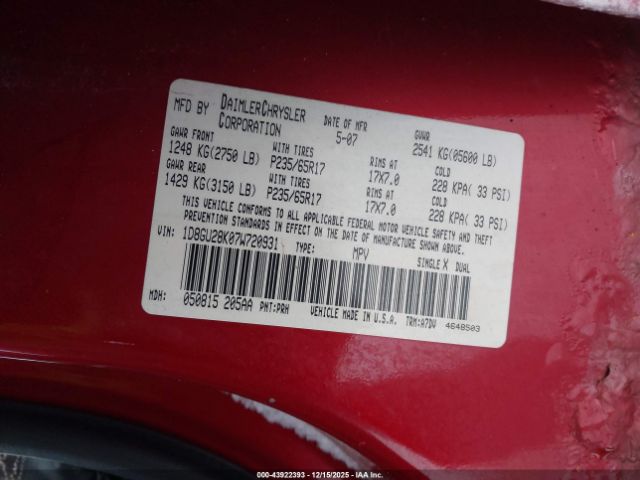 MFD BY DAIMLERCHRYSLER CORPORATION DATE OF MFR 5-07 GVWR 2541 KG(05600 LB)
GAWR FRONT WITH TIRES RIMS AT COLD
1248 KG(2750 LB) P235/65R17 17X7.0 228 KPA( 33 PSI)
GAWR REAR WITH TIRES RIMS AT COLD
1429 KG(3150 LB) P235/65R17 17X7.0 228 KPA( 33 PSI)
THIS VEHICLE CONFORMS TO ALL APPLICABLE FEDERAL MOTOR VEHICLE SAFETY AND
THEFT PREVENTION STANDARDS IN EFFECT ON THE DATE OF MANUFACTURE SHOWN ABOVE.
VIN: 1D8GU28K07W720931 TYPE: MPV SINGLE X DUAL
MDH: 050815 205AA PNT:PRH VEHICLE MADE IN U.S.A. TRM:A7DV 4648503
000-43922393 - 12/15/2025 - COPYRIGHT IAA, LLC.